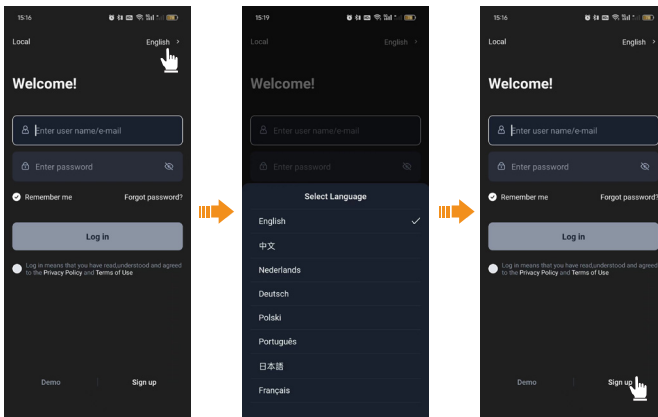 15:16
Local English >
Welcome!
Enter user name/e-mail
Enter password
Remember me Forgot password?
Log in
Log in means that you have read,understood and agreed
to the Privacy Policy and Terms of Use
Demo Sign up
15:19
Local English >
Welcome!
Enter user name/e-mail
Enter password
Select Language
English
中文
Nederlands
Deutsch
Polski
Português
日本語
Français
15:16
Local English >
Welcome!
Enter user name/e-mail
Enter password
Remember me Forgot password?
Log in
Log in means that you have read,understood and agreed
to the Privacy Policy and Terms of Use
Demo Sign up